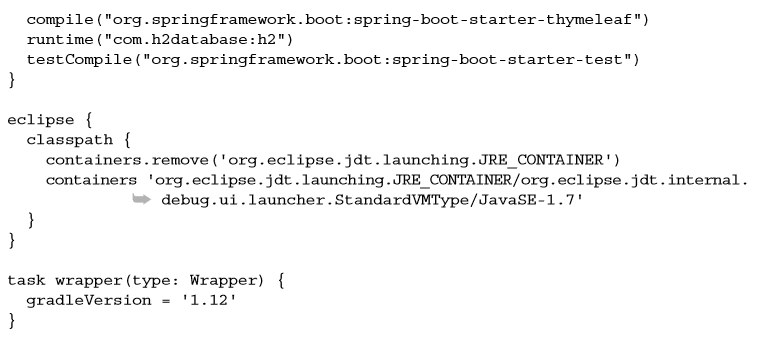 compile("org.springframework.boot:spring-boot-starter-thymeleaf")
runtime("com.h2database:h2")
testCompile("org.springframework.boot:spring-boot-starter-test")
}
eclipse {
classpath {
containers.remove('org.eclipse.jdt.launching.JRE_CONTAINER')
containers 'org.eclipse.jdt.launching.JRE_CONTAINER/org.eclipse.jdt.internal.
➥ debug.ui.launcher.StandardVMType/JavaSE-1.7'
}
}
task wrapper(type: Wrapper) {
gradleVersion = '1.12'
}